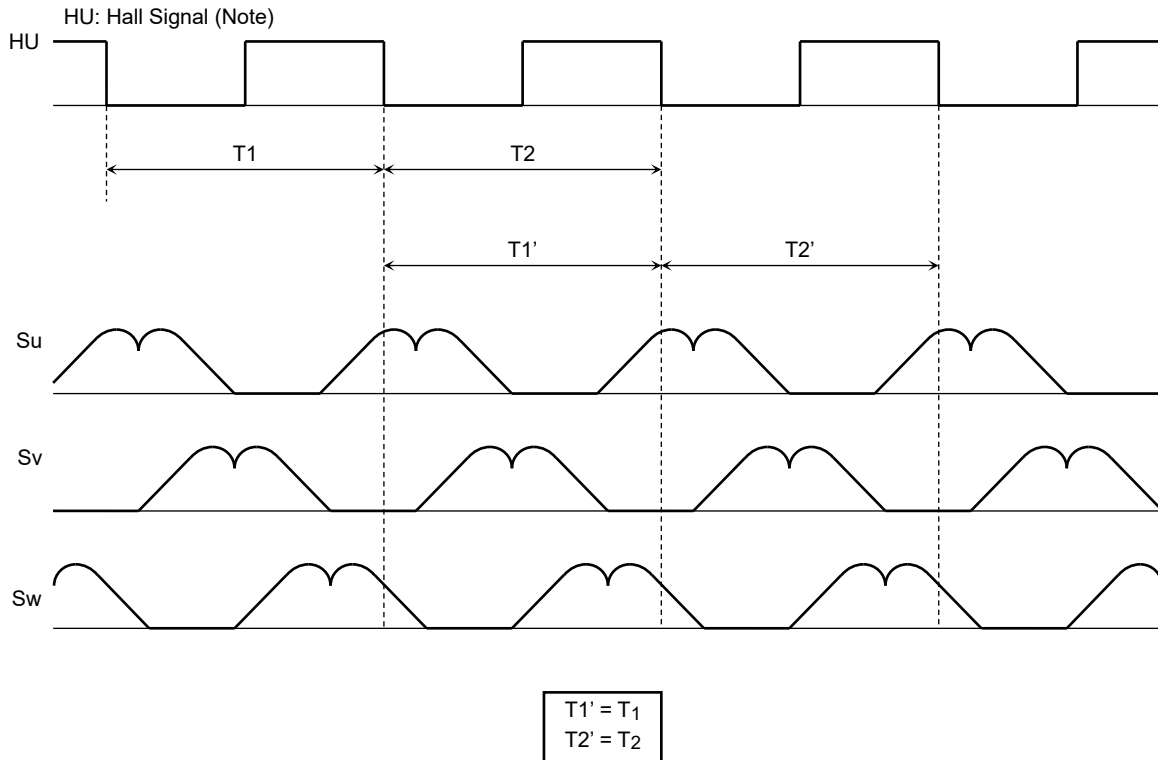 HU: Hall Signal (Note)
HU
T1
T2
T1’
T2’
Su
Sv
Sw
T1’ = T1
T2’ = T2